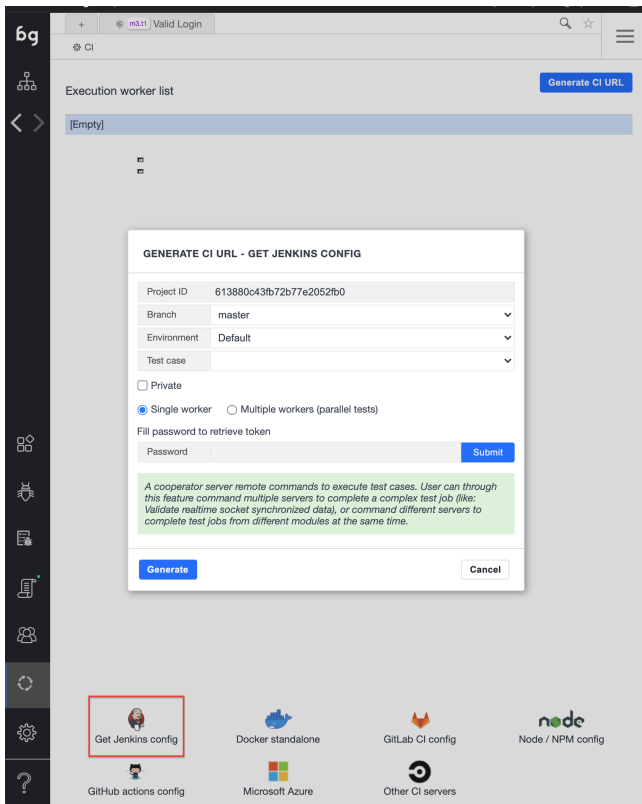 бg
+
m3.t1 Valid Login
CI
Execution worker list
Generate CI URL
[Empty]
GENERATE CI URL - GET JENKINS CONFIG
Project ID 613880c43fb72b77e2052fb0
Branch master
Environment Default
Test case
Private
Single worker Multiple workers (parallel tests)
Fill password to retrieve token
Password Submit
A cooperator server remote commands to execute test cases. User can through
this feature command multiple servers to complete a complex test job (like:
Validate realtime socket synchronized data), or command different servers to
complete test jobs from different modules at the same time.
Generate Cancel
node
Get Jenkins config Docker standalone GitLab CI config Node / NPM config
GitHub actions config Microsoft Azure Other CI servers
?